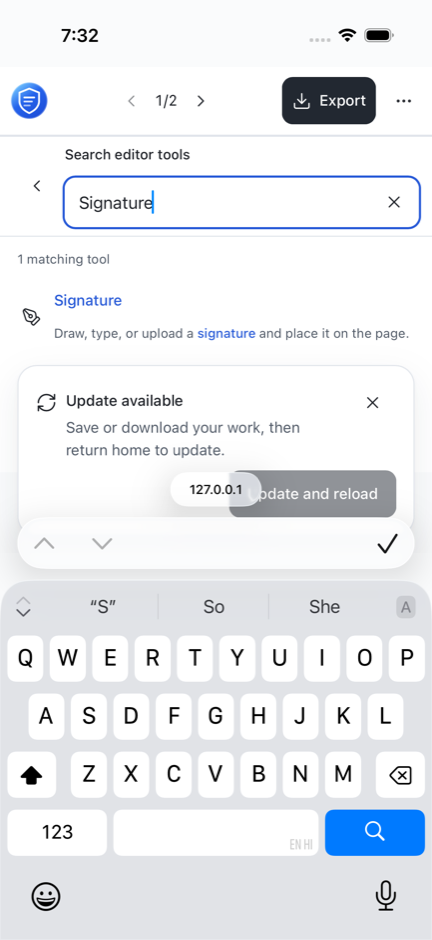 7:32
1/2
Export
Search editor tools
Signature
1 matching tool
Signature
Draw, type, or upload a signature and place it on the page.
Update available
Save or download your work, then
return home to update.
127.0.0.1
pdate and reload
“S”
So
She
A
Q W E R T Y U I O P
A S D F G H J K L
Z X C V B N M
123
EN HI